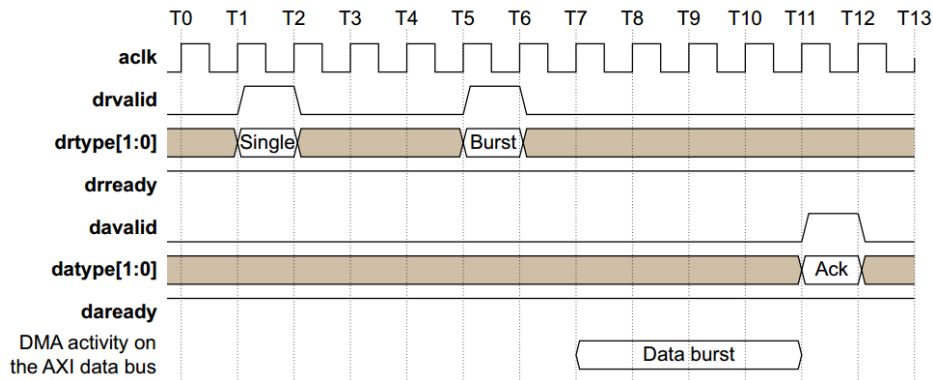 T0 T1 T2 T3 T4 T5 T6 T7 T8 T9 T10 T11 T12 T13
aclk
drvalid
drtype[1:0] Single Burst
drready
davalid
datype[1:0] Ack
daready
DMA activity on
the AXI data bus
Data burst